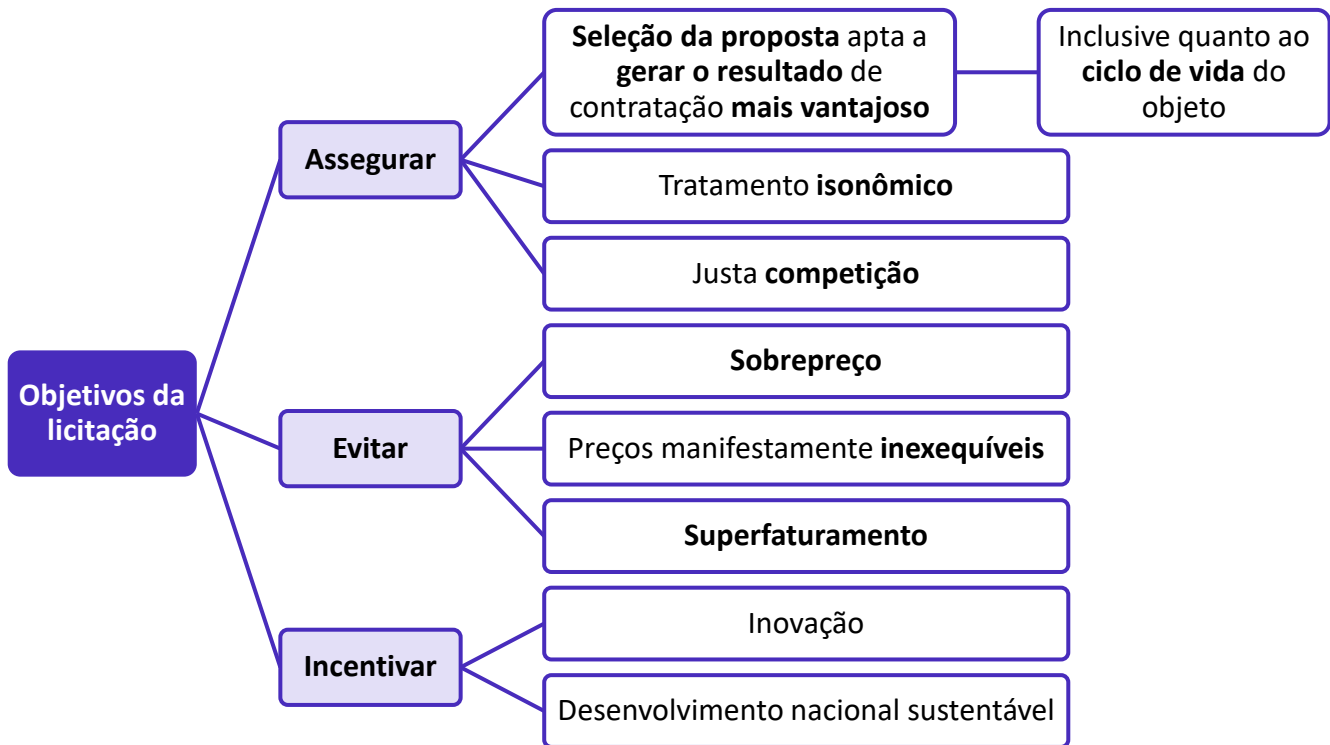 Objetivos da
licitação
Assegurar
Seleção da proposta apta a
gerar o resultado de
contratação mais vantajoso
Inclusive quanto ao
ciclo de vida do
objeto
Tratamento isonômico
Justa competição
Evitar
Sobrepreço
Preços manifestamente inexequíveis
Superfaturamento
Incentivar
Inovação
Desenvolvimento nacional sustentável